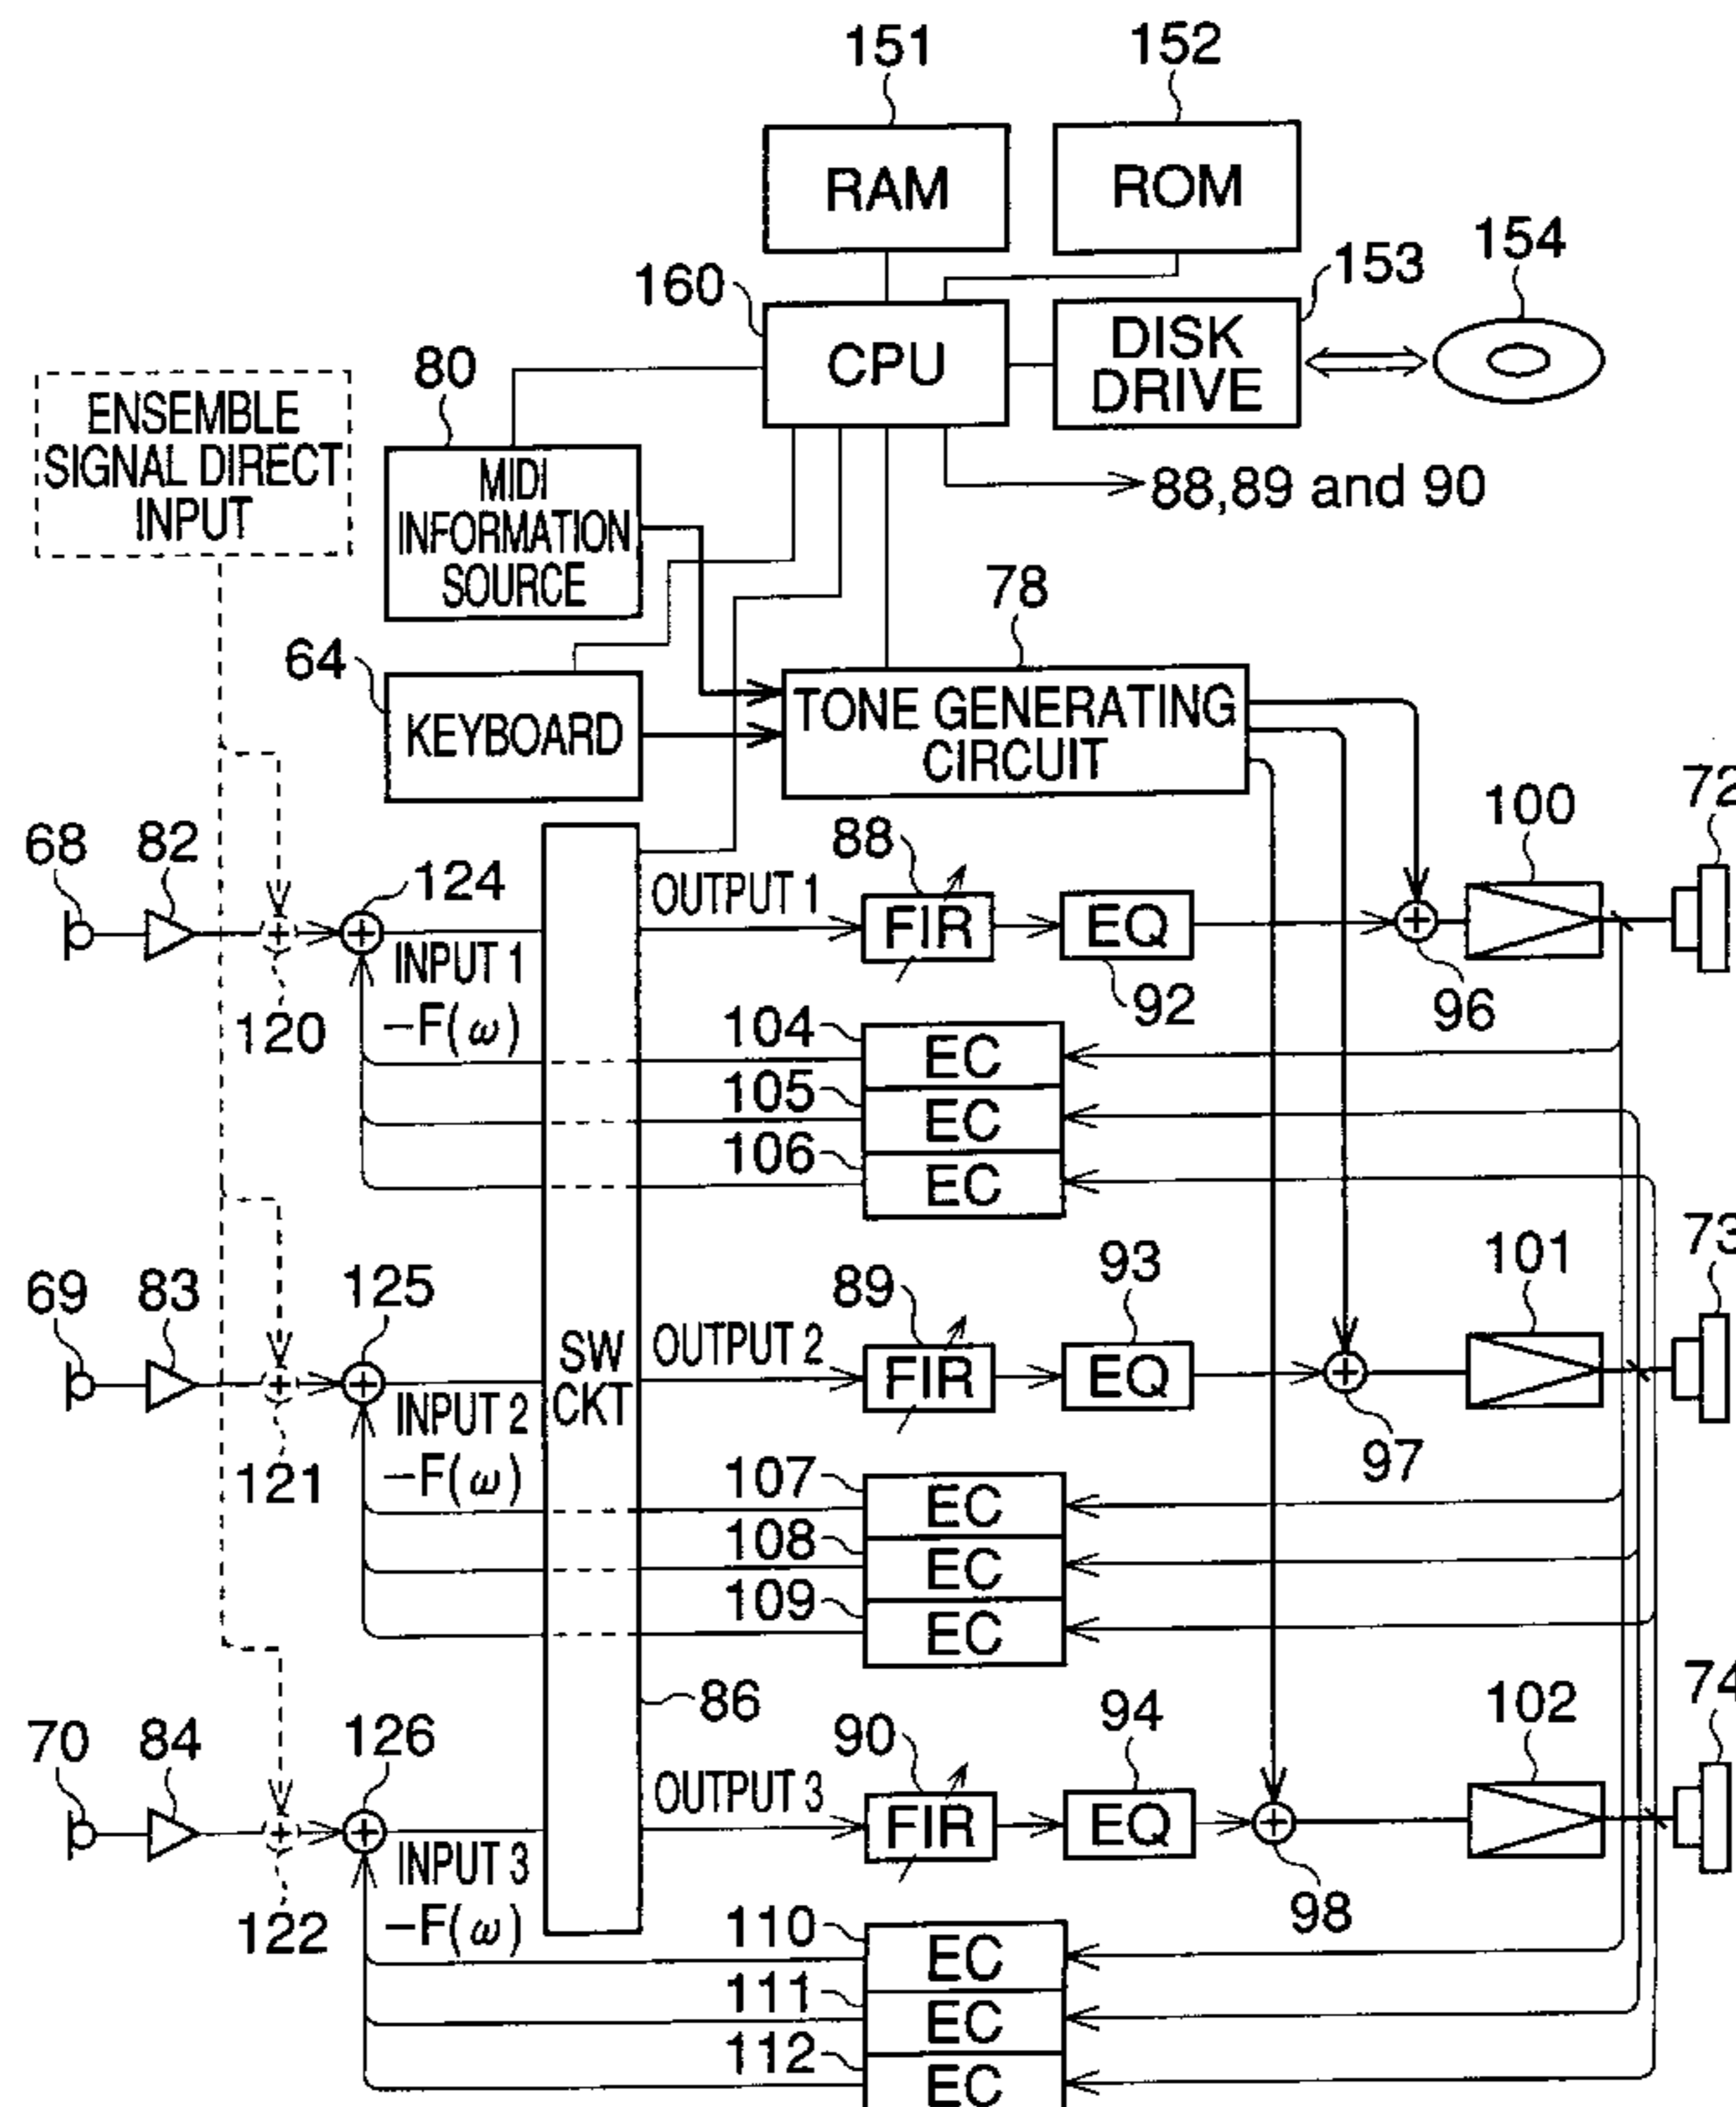 151
152
RAM
ROM
154
153
160
CPU
DISK
DRIVE
80
ENSEMBLE
SIGNAL DIRECT
INPUT
MIDI
INFORMATION
SOURCE
88,89 and 90
78
64
KEYBOARD
TONE GENERATING
CIRCUIT
72
100
68
82
124
88
OUTPUT 1
FIR
EQ
INPUT 1
92
96
120
-F(ω)
104
EC
105
EC
106
EC
73
69
83
125
89
93
101
SW
CKT
OUTPUT 2
FIR
EQ
INPUT 2
97
121
-F(ω)
107
EC
108
EC
109
EC
86
74
70
84
126
90
94
102
OUTPUT 3
FIR
EQ
INPUT 3
98
122
-F(ω)
110
EC
111
EC
112
EC